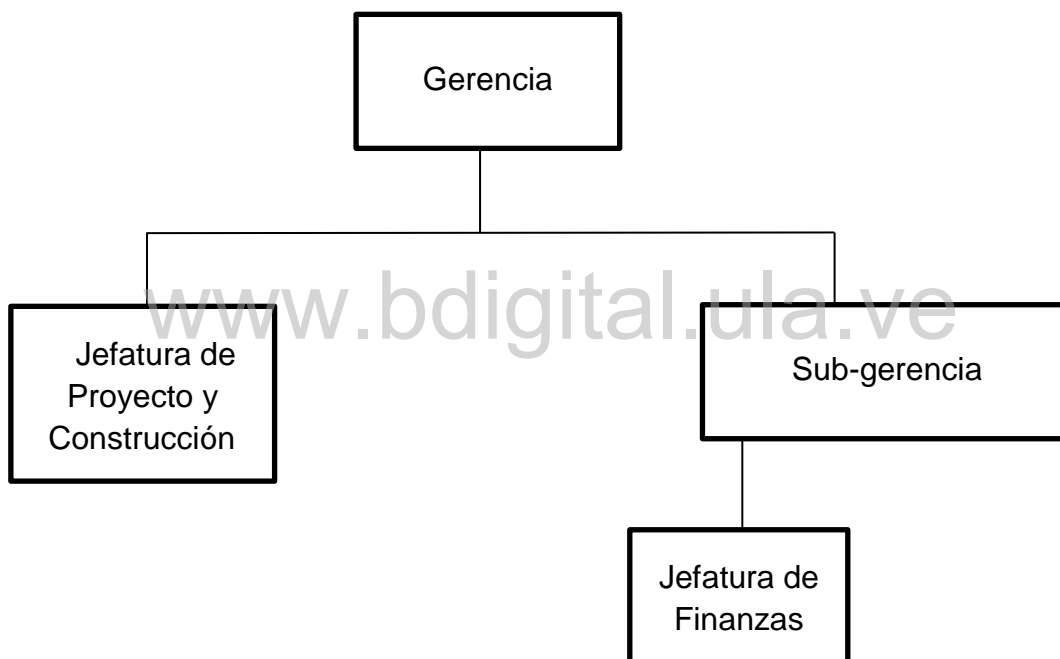 Gerencia
www.bdigital.ula.ve
Jefatura de
Proyecto y
Construcción
Sub-gerencia
Jefatura de
Finanzas